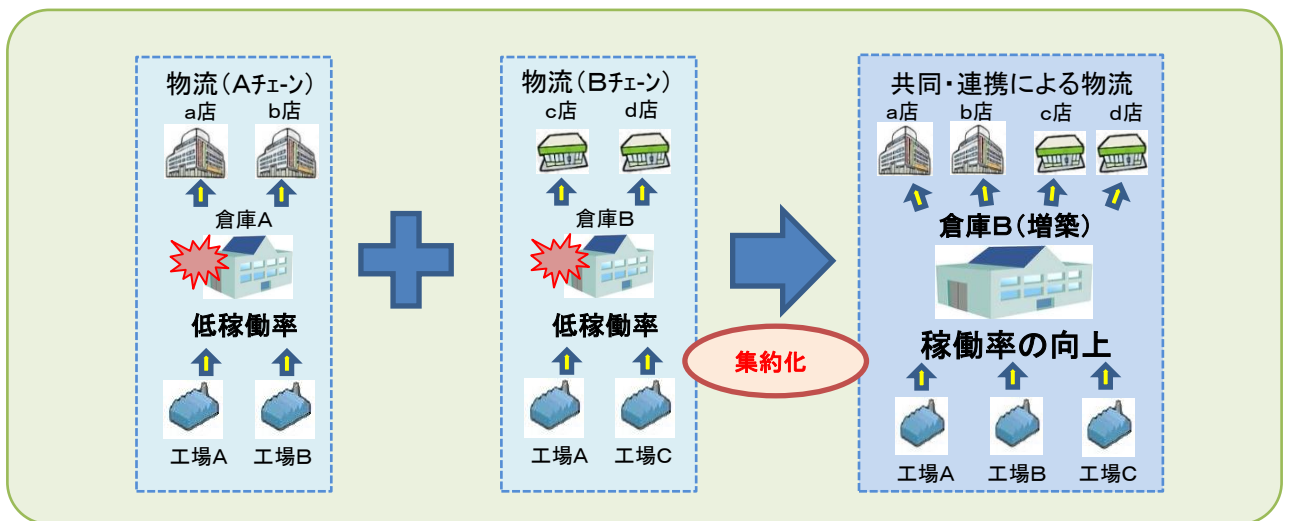 物流（Aチェーン）
a店 b店
倉庫A
低稼働率
工場A 工場B
物流（Bチェーン）
c店 d店
倉庫B
低稼働率
工場A 工場C
集約化
共同・連携による物流
a店 b店 c店 d店
倉庫B（増築）
稼働率の向上
工場A 工場B 工場C